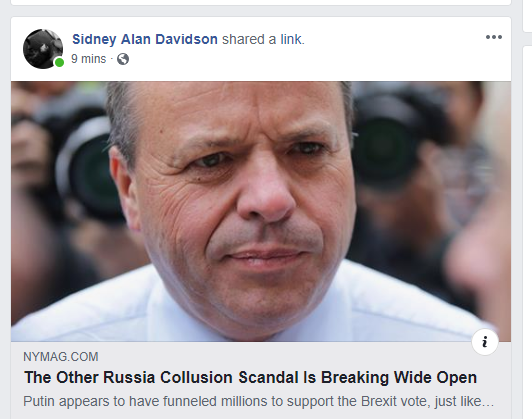 Sidney Alan Davidson shared a link.
9 mins ·
NYMAG.COM
i
The Other Russia Collusion Scandal Is Breaking Wide Open
Putin appears to have funneled millions to support the Brexit vote, just like…